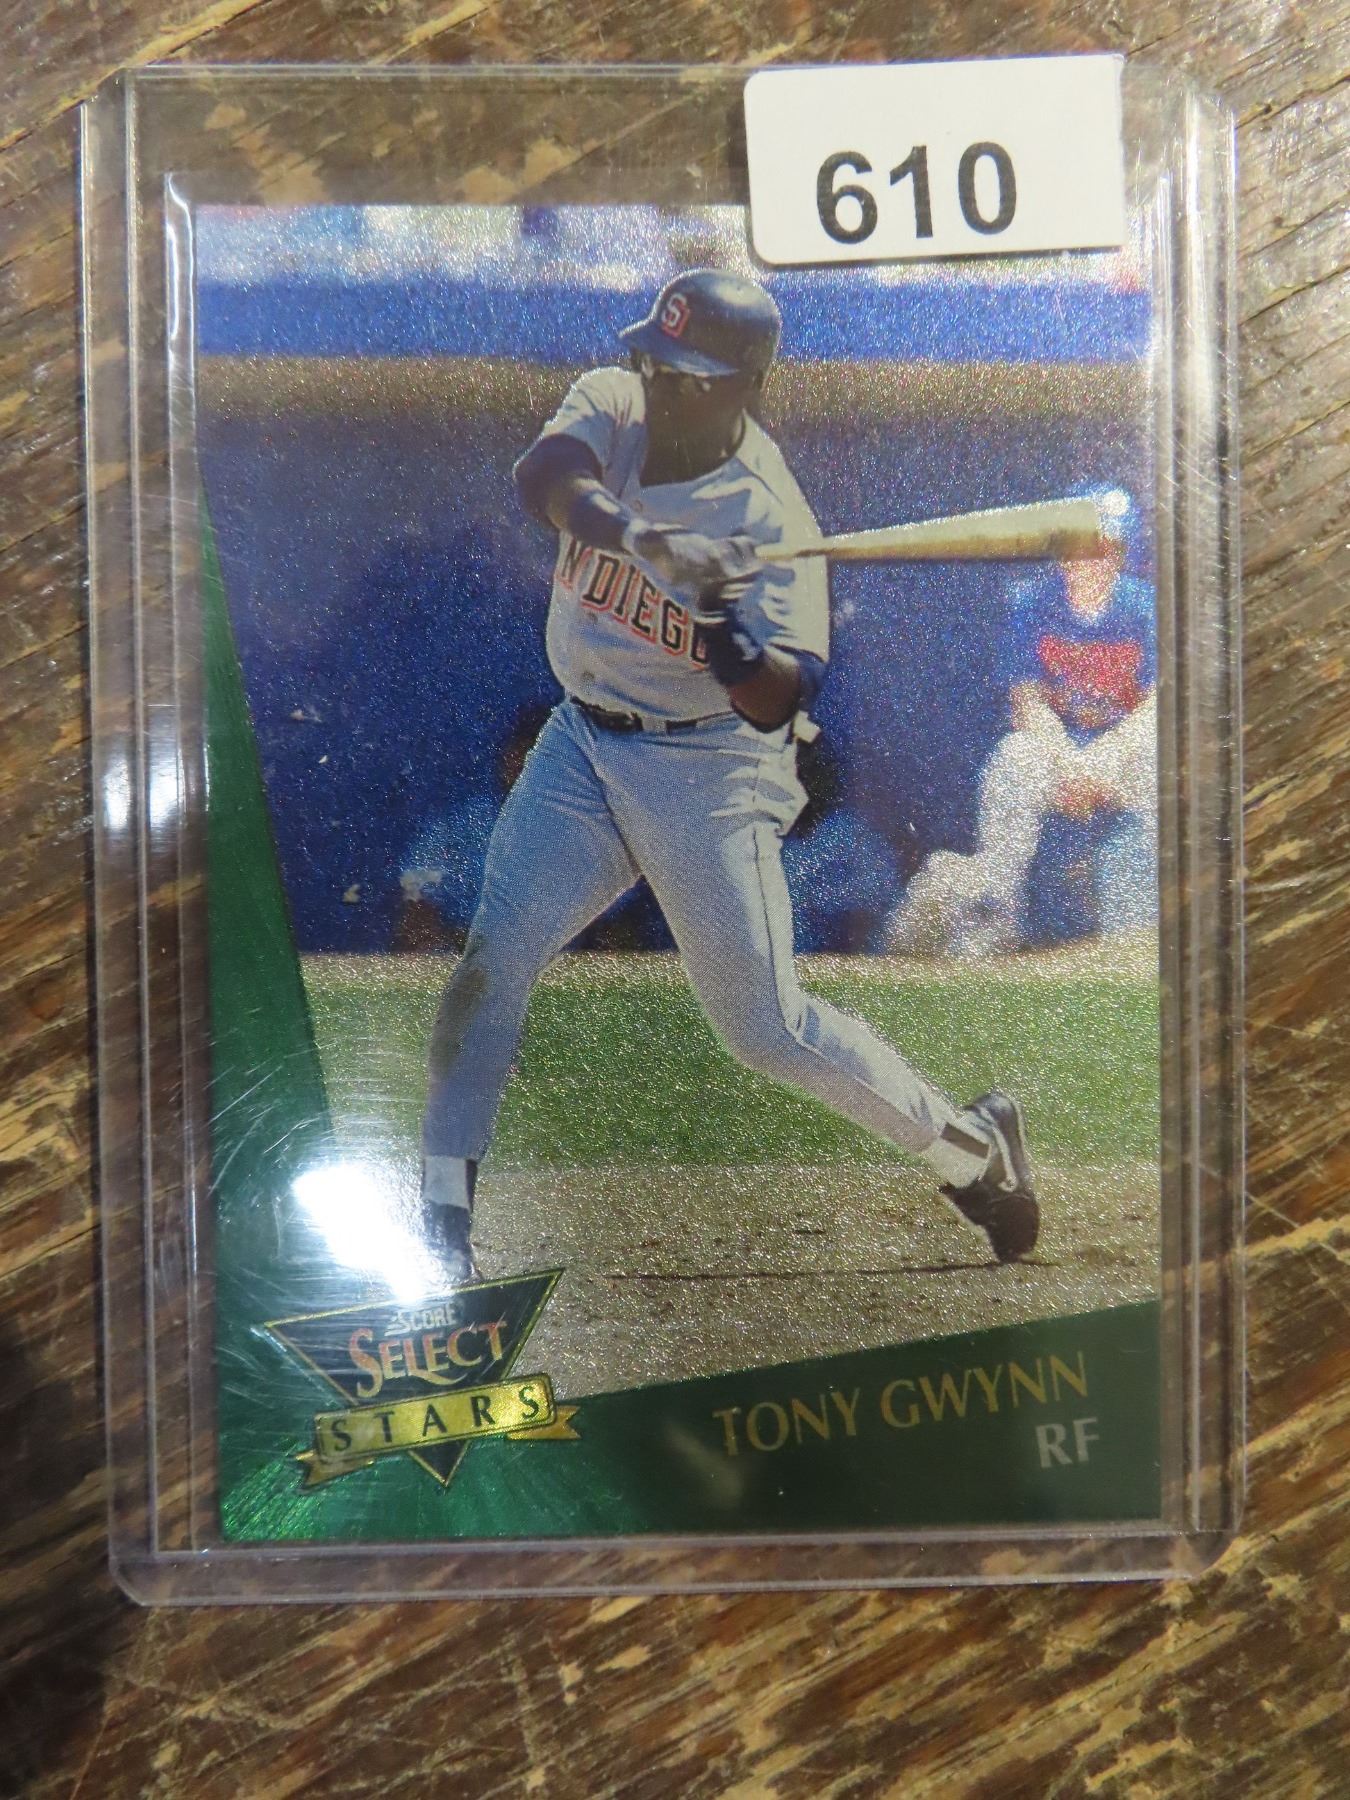 610
S
N DIEGO
SCORE
SELECT
STARS
TONY GWYNN
RF